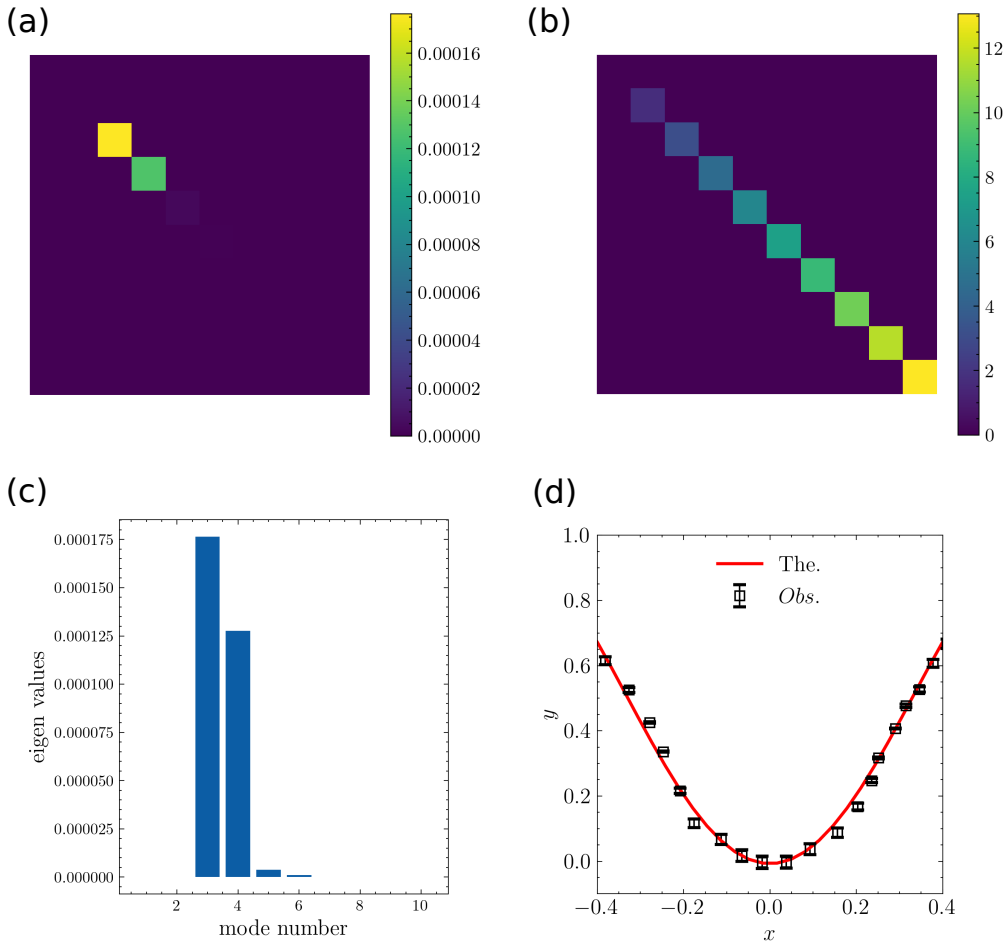 (a)
0.00016
0.00014
0.00012
0.00010
0.00008
0.00006
0.00004
0.00002
0.00000
(b)
12
10
8
6
4
2
0
(c)
0.000175
0.000150
0.000125
0.000100
0.000075
0.000050
0.000025
0.000000
eigen values
2 4 6 8 10
mode number
(d)
1.0
0.8
0.6
0.4
0.2
0.0
y
The.
Obs.
−0.4 −0.2 0.0 0.2 0.4
x